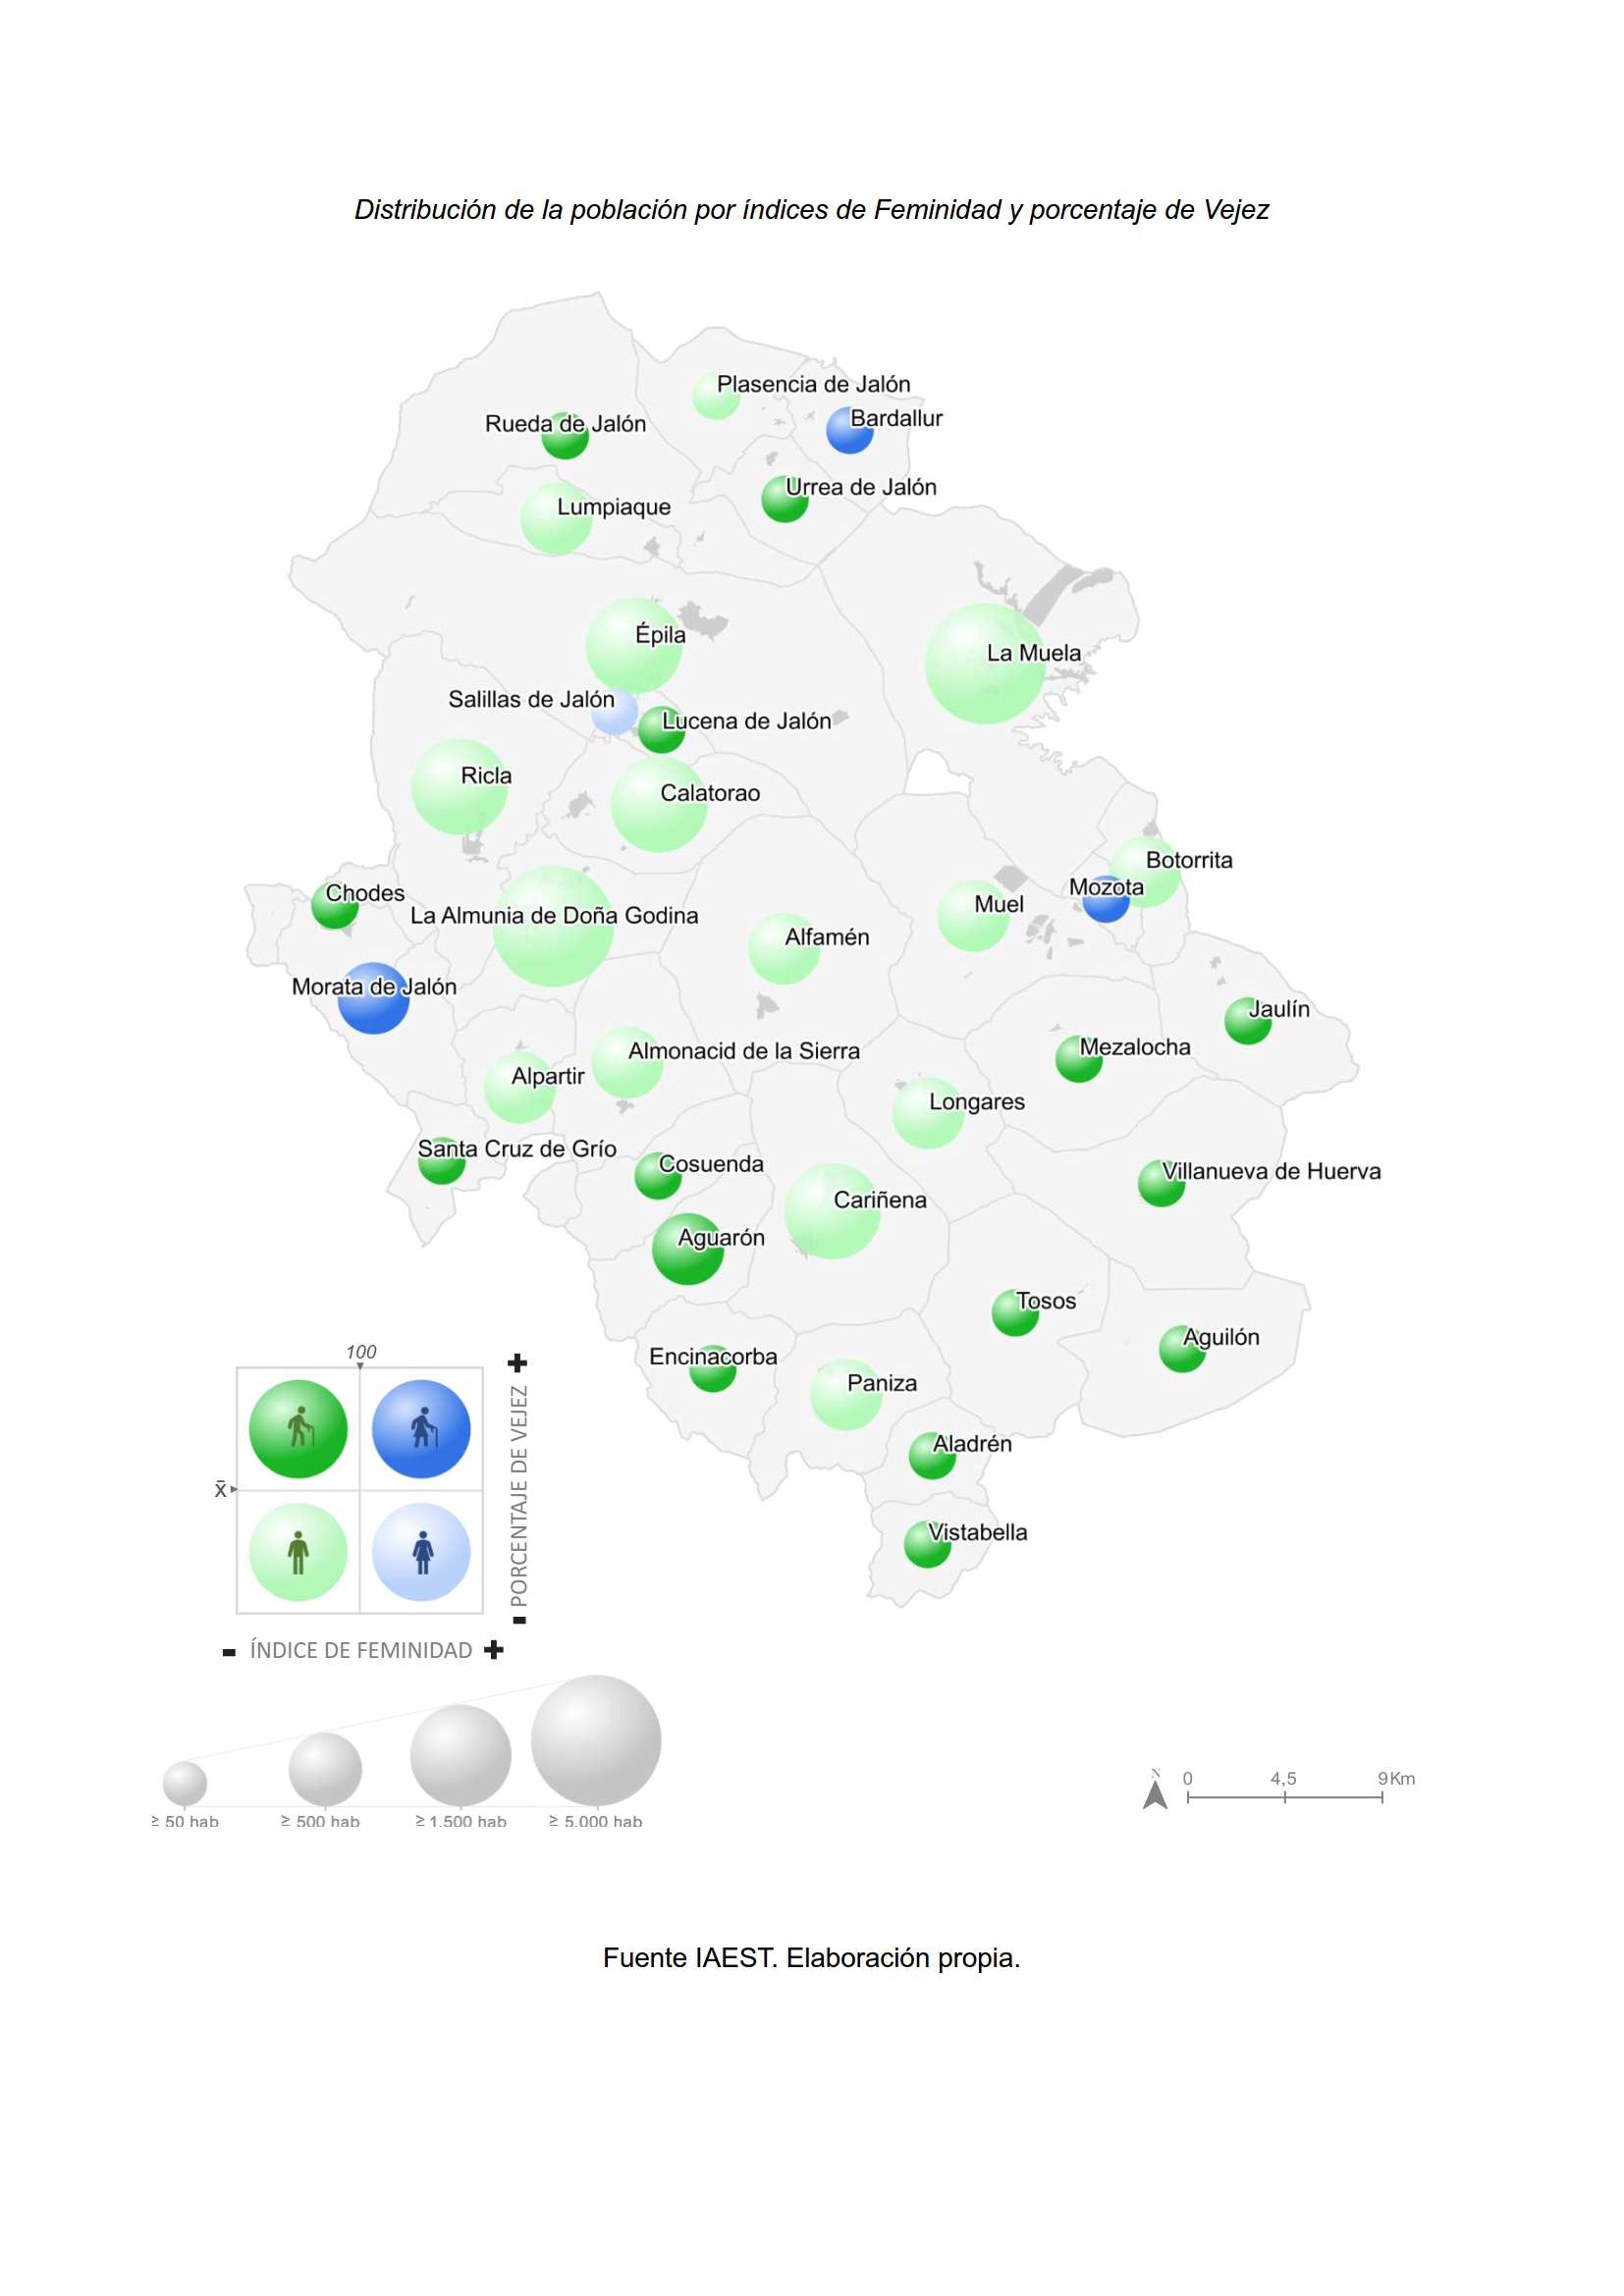 Distribución de la población por índices de Feminidad y porcentaje de Vejez
Plasencia de Jalón
Bardallur
Rueda de Jalón
Urrea de Jalón
Lumpiaque
Épila
La Muela
Salillas de Jalón
Lucena de Jalón
Ricla
Calatorao
Botorrita
Mozota
Chodes
La Almunia de Doña Godina
Muel
Alfamén
Morata de Jalón
Jaulín
Mezalocha
Almonacid de la Sierra
Alpartir
Longares
Santa Cruz de Grío
Cosuenda
Villanueva de Huerva
Cariñena
Aguarón
Tosos
Aguilón
Encinacorba
Paniza
Aladrén
Vistabella
100
x̄
+ PORCENTAJE DE VEJEZ -
- ÍNDICE DE FEMINIDAD +
≥ 50 hab
≥ 500 hab
≥ 1.500 hab
≥ 5.000 hab
N
0 4,5 9Km
Fuente IAEST. Elaboración propia.